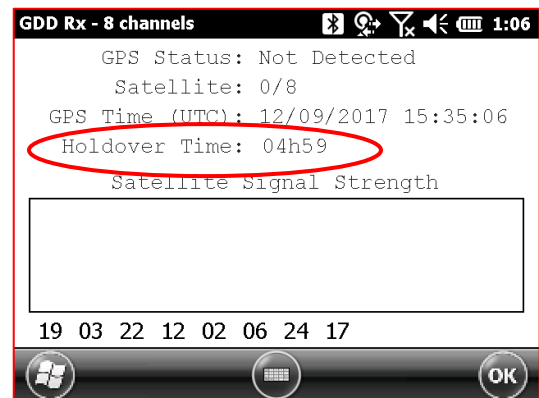 GDD Rx - 8 channels 1:06
GPS Status: Not Detected
Satellite: 0/8
GPS Time (UTC): 12/09/2017 15:35:06
Holdover Time: 04h59
Satellite Signal Strength
19 03 22 12 02 06 24 17
OK